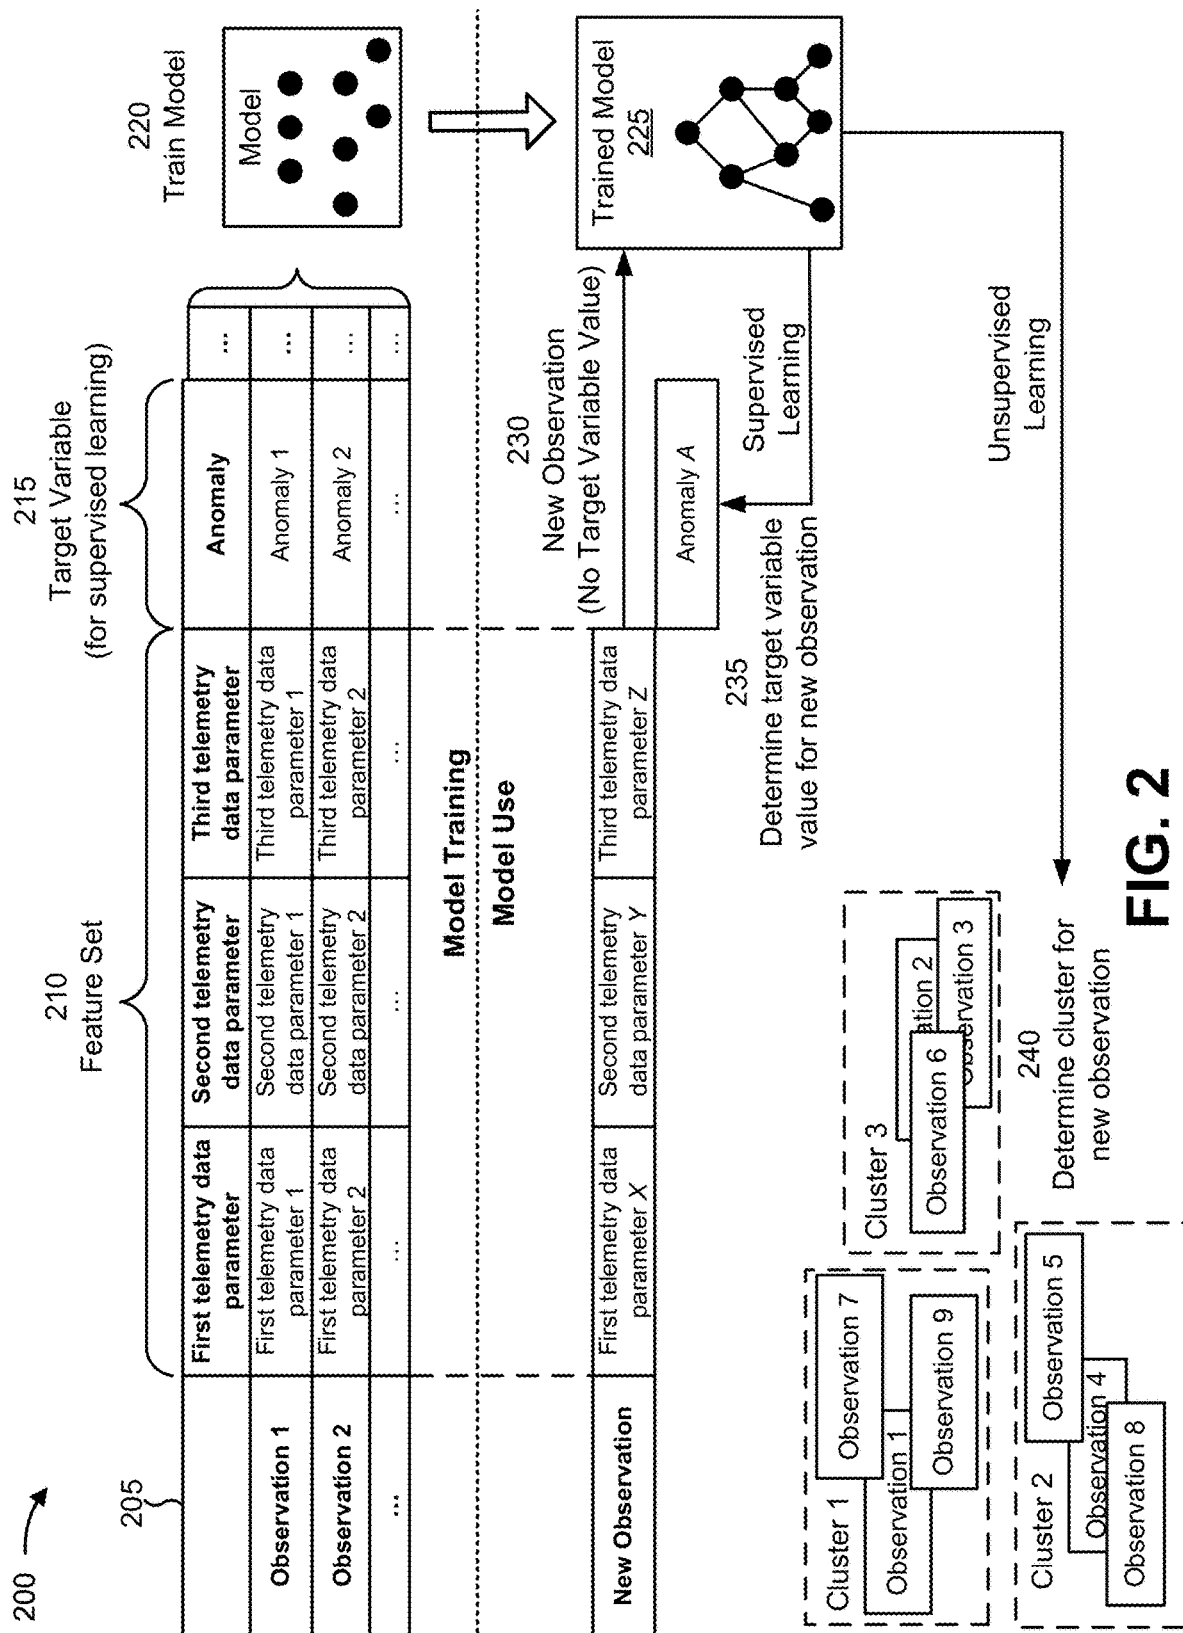 200
205
210
Feature Set
215
Target Variable
(for supervised learning)
220
Train Model
First telemetry data
parameter
Second telemetry
data parameter
Third telemetry
data parameter
Anomaly
...
Observation 1
First telemetry data
parameter 1
Second telemetry
data parameter 1
Third telemetry data
parameter 1
Anomaly 1
...
Observation 2
First telemetry data
parameter 2
Second telemetry
data parameter 2
Third telemetry data
parameter 2
Anomaly 2
...
...
...
...
...
...
...
Model
Model Training
Model Use
230
New Observation
(No Target Variable Value)
New Observation
First telemetry data
parameter X
Second telemetry
data parameter Y
Third telemetry data
parameter Z
Anomaly A
Trained Model
225
235
Determine target variable
value for new observation
Supervised
Learning
Unsupervised
Learning
Cluster 1
Observation 7
Observation 1
Observation 9
Cluster 3
ation 2
Observation 6
bservation 3
Cluster 2
Observation 5
Observation 4
Observation 8
240
Determine cluster for
new observation
FIG. 2